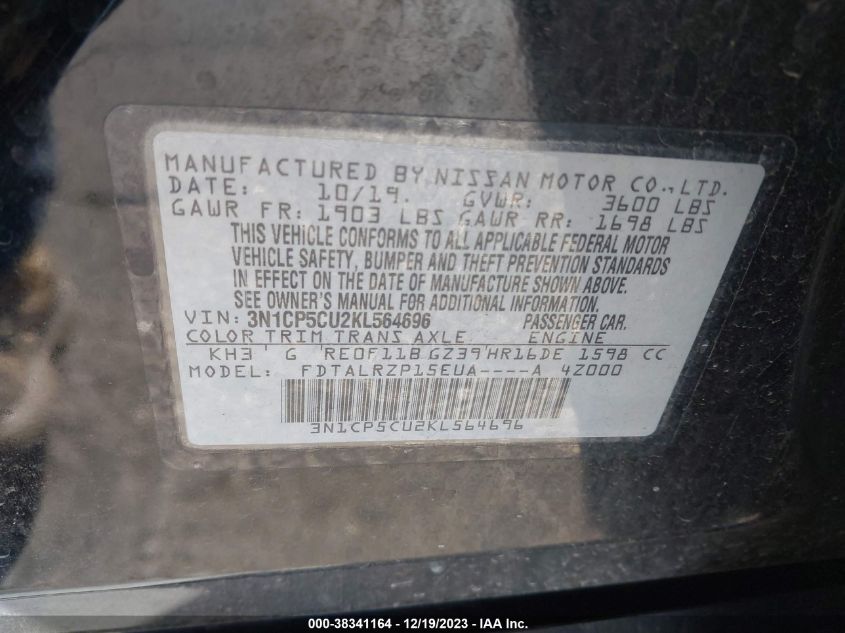 MANUFACTURED BY NISSAN MOTOR CO., LTD.
DATE: 10/19. GVWR: 3600 LBS
GAWR FR: 1903 LBS GAWR RR: 1698 LBS
THIS VEHICLE CONFORMS TO ALL APPLICABLE FEDERAL MOTOR
VEHICLE SAFETY, BUMPER AND THEFT PREVENTION STANDARDS
IN EFFECT ON THE DATE OF MANUFACTURE SHOWN ABOVE.
SEE OWNER'S MANUAL FOR ADDITIONAL INFORMATION.
VIN: 3N1CP5CU2KL564696 PASSENGER CAR.
COLOR TRIM TRANS AXLE ENGINE
KH3 G RE0F11B GZ39 HR16DE 1598 CC
MODEL: FDTALRZP15EUA----A 4Z000
3N1CP5CU2KL564696
000-38341164 - 12/19/2023 - IAA Inc.